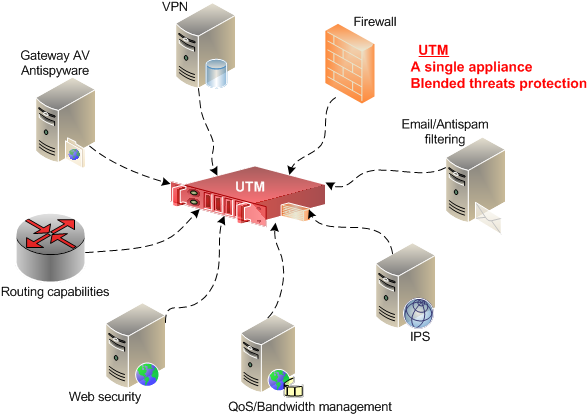 VPN
Firewall
UTM
A single appliance
Blended threats protection
Gateway AV
Antispyware
Email/Antispam
filtering
UTM
Routing capabilities
IPS
Web security
QoS/Bandwidth management